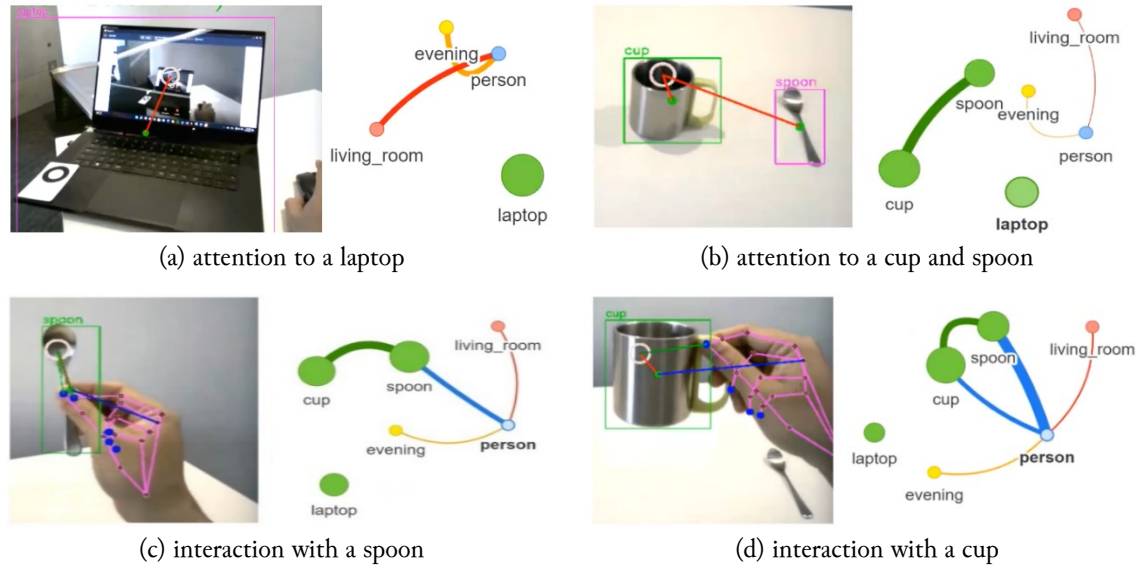 laptop
evening
person
living_room
laptop
(a) attention to a laptop
cup
spoon
living_room
spoon
evening
person
cup
laptop
(b) attention to a cup and spoon
spoon
living_room
cup
spoon
evening
person
laptop
(c) interaction with a spoon
cup
spoon
living_room
cup
laptop
person
evening
(d) interaction with a cup